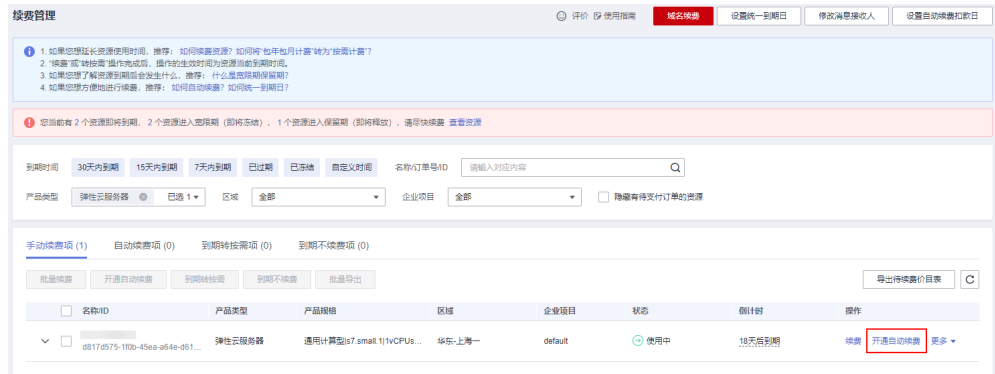 续费管理
评价 使用指南 域名续费 设置统一到期日 修改消息接收人 设置自动续费扣款日
1. 如果您想延长资源使用时间，推荐： 如何续费资源？如何将“包年包月计费”转为“按需计费”？
2. “续费”或“转按需”操作完成后，操作的生效时间为资源当前到期时间。
3. 如果您想了解资源到期后会发生什么，推荐： 什么是宽限期保留期？
4. 如果您想方便地进行续费，推荐： 如何自动续费？如何统一到期日？
您当前有 2 个资源即将到期， 2 个资源进入宽限期（即将冻结）， 1 个资源进入保留期（即将释放），请尽快续费 查看资源
到期时间 30天内到期 15天内到期 7天内到期 已过期 已冻结 自定义时间 名称/订单号/ID 请输入对应内容
产品类型 弹性云服务器 已选 1 区域 全部 企业项目 全部 隐藏有待支付订单的资源
手动续费项 (1) 自动续费项 (0) 到期转按需项 (0) 到期不续费项 (0)
批量续费 开通自动续费 到期转按需 到期不续费 批量导出 导出待续费价目表
名称/ID 产品类型 产品规格 区域 企业项目 状态 倒计时 操作
d817d575-1f0b-45ea-a64e-d61... 弹性云服务器 通用计算型|s7.small.1|1vCPUs... 华东-上海一 default 使用中 18天后到期 续费 开通自动续费 更多